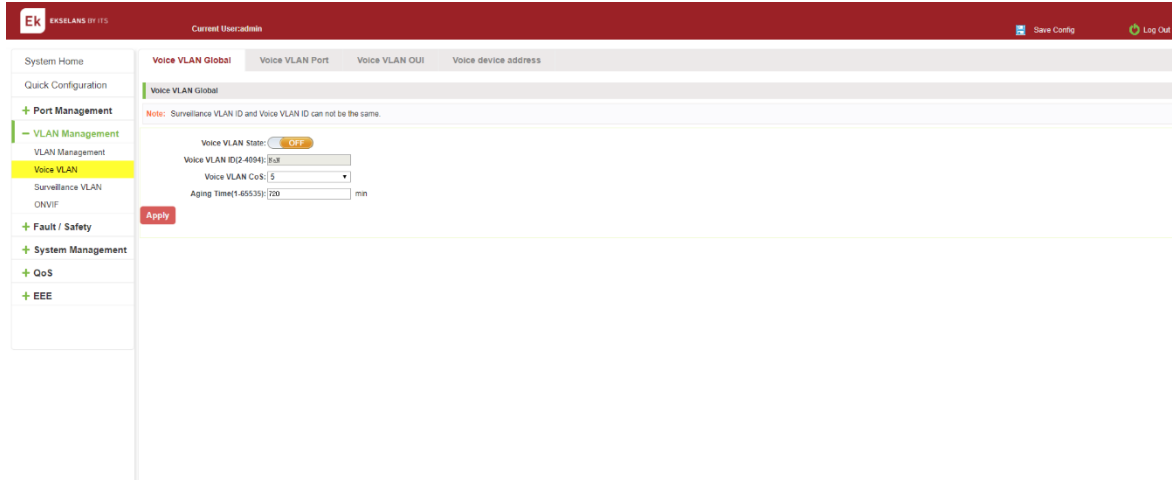 Ek EKSELANS BY ITS
Current User:admin
Save Config
Log Out
System Home
Quick Configuration
+ Port Management
− VLAN Management
VLAN Management
Voice VLAN
Surveillance VLAN
ONVIF
+ Fault / Safety
+ System Management
+ QoS
+ EEE
Voice VLAN Global Voice VLAN Port Voice VLAN OUI Voice device address
Voice VLAN Global
Note: Surveillance VLAN ID and Voice VLAN ID can not be the same.
Voice VLAN State: OFF
Voice VLAN ID(2-4094): NaN
Voice VLAN CoS: 5
Aging Time(1-65535): 720 min
Apply